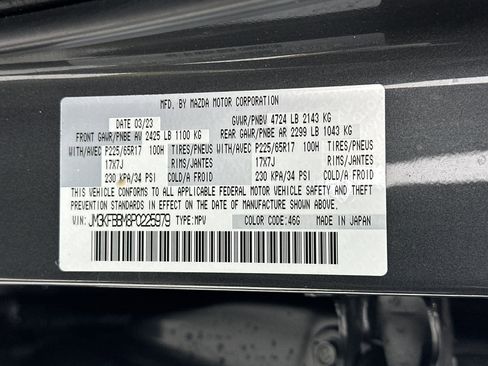 MFD. BY MAZDA MOTOR CORPORATION
DATE 03/23 GVWR/PNBV 4724 LB 2143 KG
FRONT GAWR/PNBE AV 2425 LB 1100 KG REAR GAWR/PNBE AR 2299 LB 1043 KG
WITH/AVEC P225/65R17 100H TIRES/PNEU WITH/AVEC P225/65R17 100H TIRES/PNEU
17X7J RIMS/JANTES 17X7J RIMS/JANTES
230 KPA/34 PSI COLD/A FROID 230 KPA/34 PSI COLD/A FROID
THIS VEHICLE CONFORMS TO ALL APPLICABLE FEDERAL MOTOR VEHICLE SAFETY AND THEFT
PREVENTION STANDARDS IN EFFECT ON THE DATE OF MANUFACTURE SHOWN ABOVE.
VIN: JM3KFBBM8P0225979 TYPE:MPV COLOR CODE:46G MADE IN JAPAN